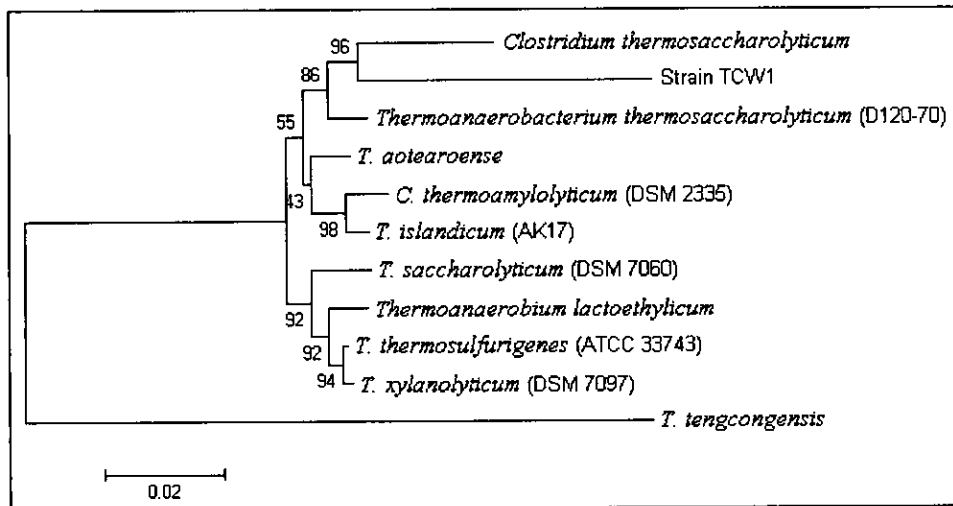 96
Clostridium thermosaccharolyticum
86
Strain TCW1
55
Thermoanaerobacterium thermosaccharolyticum (D120-70)
T. aotearoense
43
C. thermoamylolyticum (DSM 2335)
98
T. islandicum (AK17)
T. saccharolyticum (DSM 7060)
92
Thermoanaerobium lactoethylicum
92
T. thermosulfurigenes (ATCC 33743)
94
T. xylanolyticum (DSM 7097)
T. tengcongensis
0.02